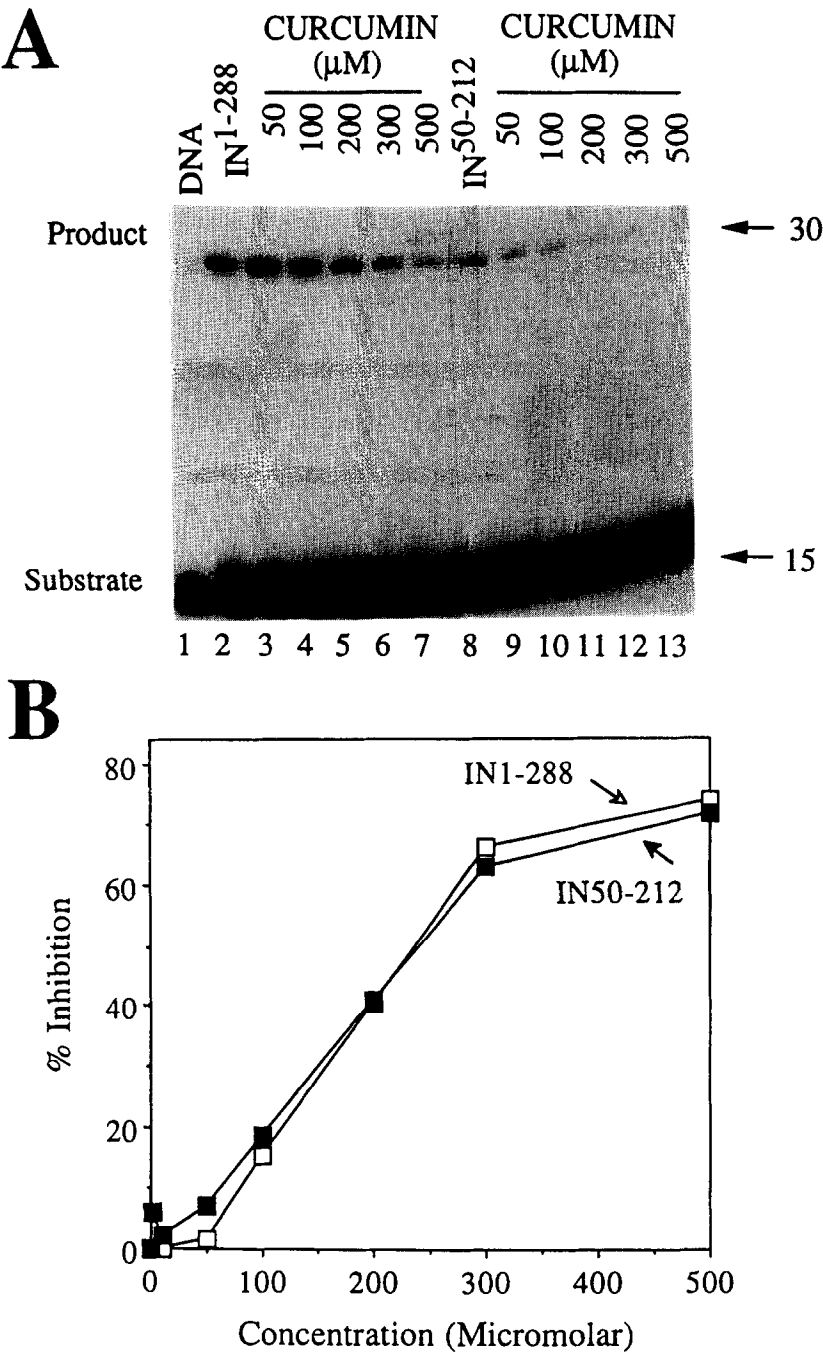 A
CURCUMIN CURCUMIN
(µM) (µM)
DNA IN1-288 50 100 200 300 500 IN50-212 50 100 200 300 500
Product
30
Substrate
15
1 2 3 4 5 6 7 8 9 10 11 12 13
B
80
60
40
20
0
% Inhibition
IN1-288
IN50-212
0 100 200 300 400 500
Concentration (Micromolar)